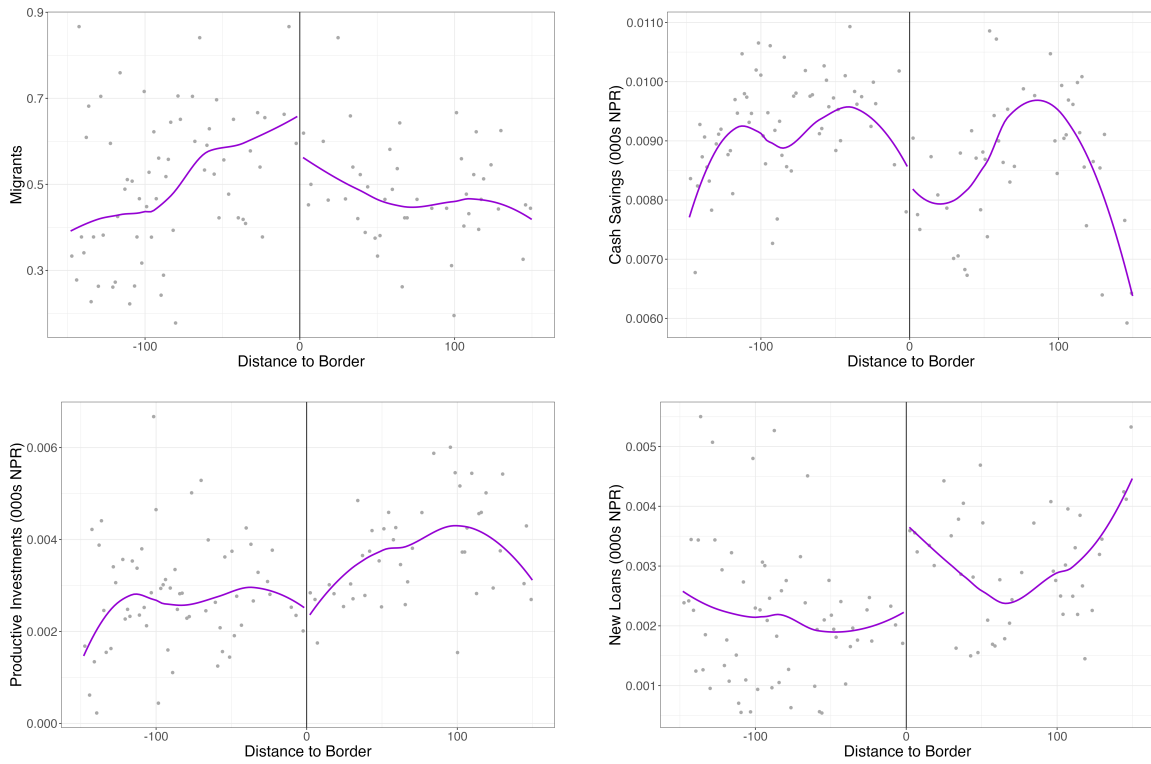 0.9
0.7
0.5
0.3
Migrants
-100 0 100
Distance to Border
0.0110
0.0100
0.0090
0.0080
0.0070
0.0060
Cash Savings (000s NPR)
-100 0 100
Distance to Border
0.006
0.004
0.002
0.000
Productive Investments (000s NPR)
-100 0 100
Distance to Border
0.005
0.004
0.003
0.002
0.001
New Loans (000s NPR)
-100 0 100
Distance to Border